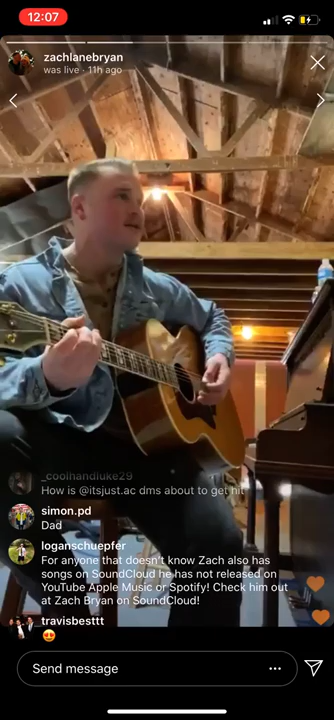 12:07
zachlanebryan
was live · 11h ago
_coolhandluke29
How is @itsjust.ac dms about to get hit
simon.pd
Dad
loganschuepfer
For anyone that doesn't know Zach also has
songs on SoundCloud he has not released on
YouTube Apple Music or Spotify! Check him out
at Zach Bryan on SoundCloud!
travisbesttt
😍
Send message